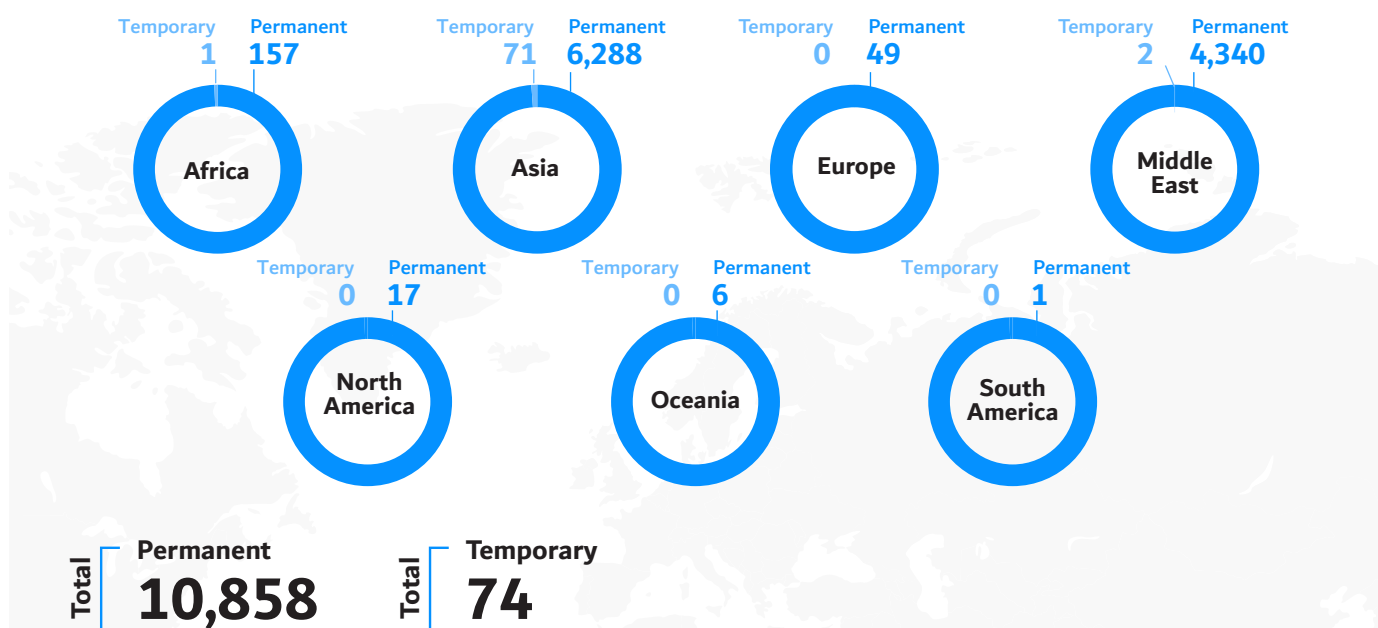 Temporary Permanent
1 157
Africa
Temporary Permanent
71 6,288
Asia
Temporary Permanent
0 49
Europe
Temporary Permanent
2 4,340
Middle
East
Temporary Permanent
0 17
North
America
Temporary Permanent
0 6
Oceania
Temporary Permanent
0 1
South
America
Total
Permanent
10,858
Total
Temporary
74